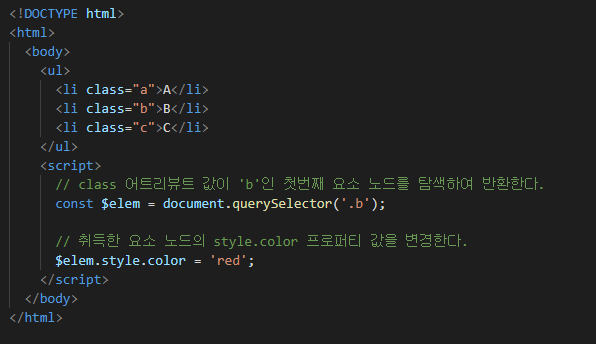 <!DOCTYPE html>
<html>
<body>
<ul>
<li class="a">A</li>
<li class="b">B</li>
<li class="c">C</li>
</ul>
<script>
// class 어트리뷰트 값이 'b'인 첫번째 요소 노드를 탐색하여 반환한다.
const $elem = document.querySelector('.b');
// 취득한 요소 노드의 style.color 프로퍼티 값을 변경한다.
$elem.style.color = 'red';
</script>
</body>
</html>